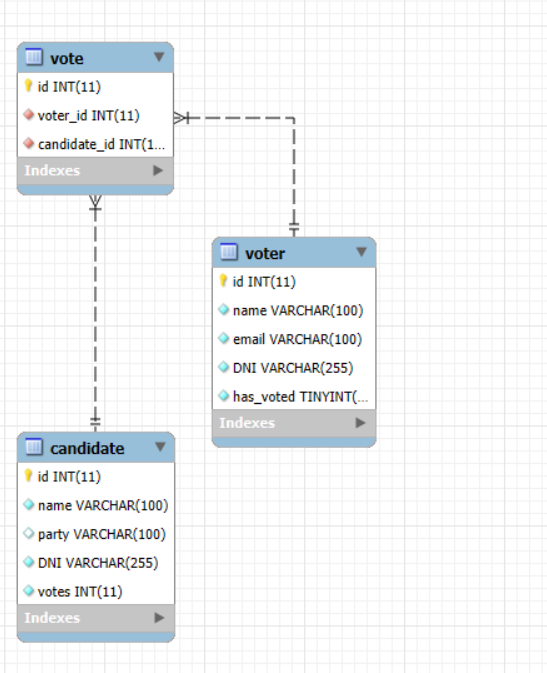 vote
id INT(11)
voter_id INT(11)
candidate_id INT(1...
Indexes
voter
id INT(11)
name VARCHAR(100)
email VARCHAR(100)
DNI VARCHAR(255)
has_voted TINYINT(...
Indexes
candidate
id INT(11)
name VARCHAR(100)
party VARCHAR(100)
DNI VARCHAR(255)
votes INT(11)
Indexes